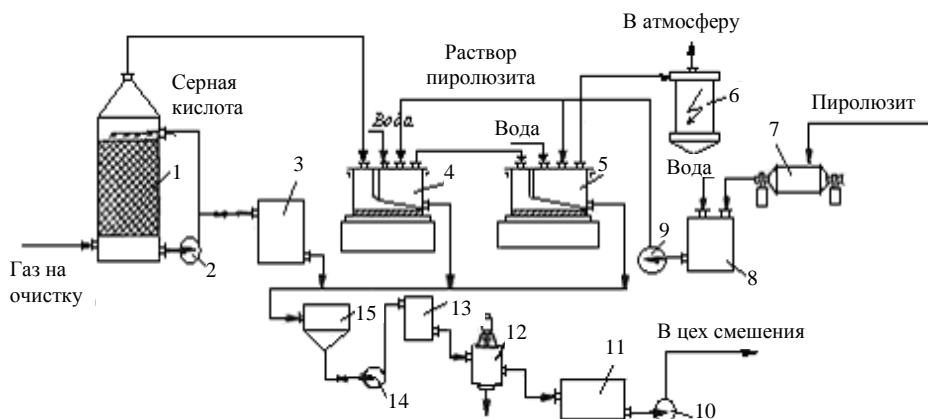 В атмосферу
Раствор
пиролюзита
Серная
кислота
Вода
Вода
Пиролюзит
6
7
1
3
4
5
Вода
9
8
2
Газ на
очистку
15
13
12
11
В цех смешения
14
10